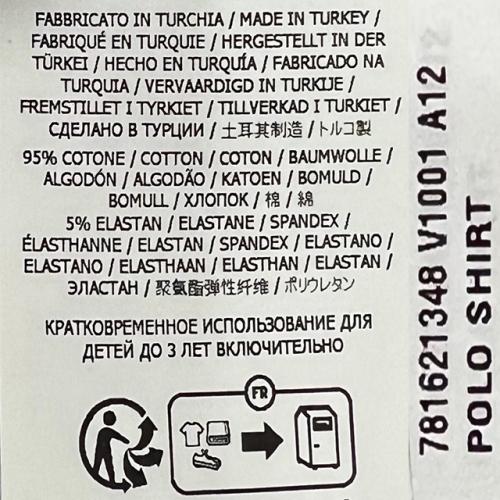 FABBRICATO IN TURCHIA / MADE IN TURKEY /
FABRIQUÉ EN TURQUIE / HERGESTELLT IN DER
TÜRKEI / HECHO EN TURQUÍA / FABRICADO NA
TURQUIA / VERVAARDIGD IN TURKIJE /
FREMSTILLET I TYRKIET / TILLVERKAD I TURKIET /
СДЕЛАНО В ТУРЦИИ / 土耳其制造 / トルコ製
95% COTONE / COTTON / COTON / BAUMWOLLE /
ALGODÓN / ALGODÃO / KATOEN / BOMULD /
BOMULL / ХЛОПОК / 棉 / 綿
5% ELASTAN / ELASTANE / SPANDEX /
ÉLASTHANNE / ELASTAN / SPANDEX / ELASTANO /
ELASTANO / ELASTHAAN / ELASTHAN / ELASTAN /
ЭЛАСТАН / 聚氨酯弹性纤维 / ポリウレタン
КРАТКОВРЕМЕННОЕ ИСПОЛЬЗОВАНИЕ ДЛЯ
ДЕТЕЙ ДО 3 ЛЕТ ВКЛЮЧИТЕЛЬНО
FR
781621348 V1001 A12
POLO SHIRT